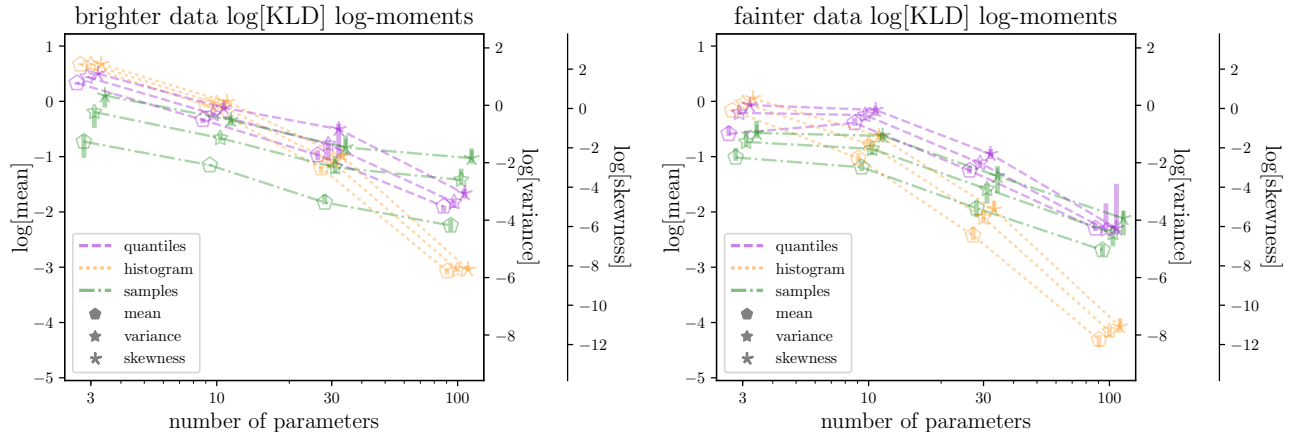 brighter data log[KLD] log-moments
1
0
−1
−2
−3
−4
−5
log[mean]
quantiles
histogram
samples
mean
variance
skewness
3
10
30
100
number of parameters
2
0
−2
−4
−6
−8
log[variance]
2
0
−2
−4
−6
−8
−10
−12
log[skewness]
fainter data log[KLD] log-moments
1
0
−1
−2
−3
−4
−5
log[mean]
quantiles
histogram
samples
mean
variance
skewness
3
10
30
100
number of parameters
2
0
−2
−4
−6
−8
log[variance]
2
0
−2
−4
−6
−8
−10
−12
log[skewness]